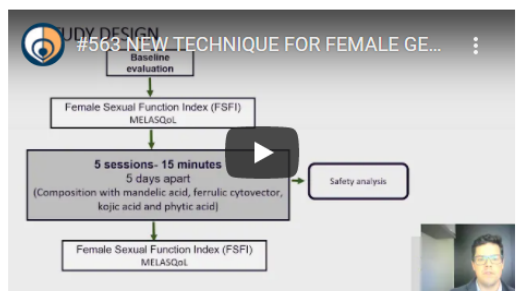 STUDY DESIGN
#563 NEW TECHNIQUE FOR FEMALE GE...
Baseline
evaluation
Female Sexual Function Index (FSFI)
MELASQoL
5 sessions- 15 minutes
5 days apart
(Composition with mandelic acid, ferrulic cytovector,
kojic acid and phytic acid)
Safety analysis
Female Sexual Function Index (FSFI)
MELASQoL